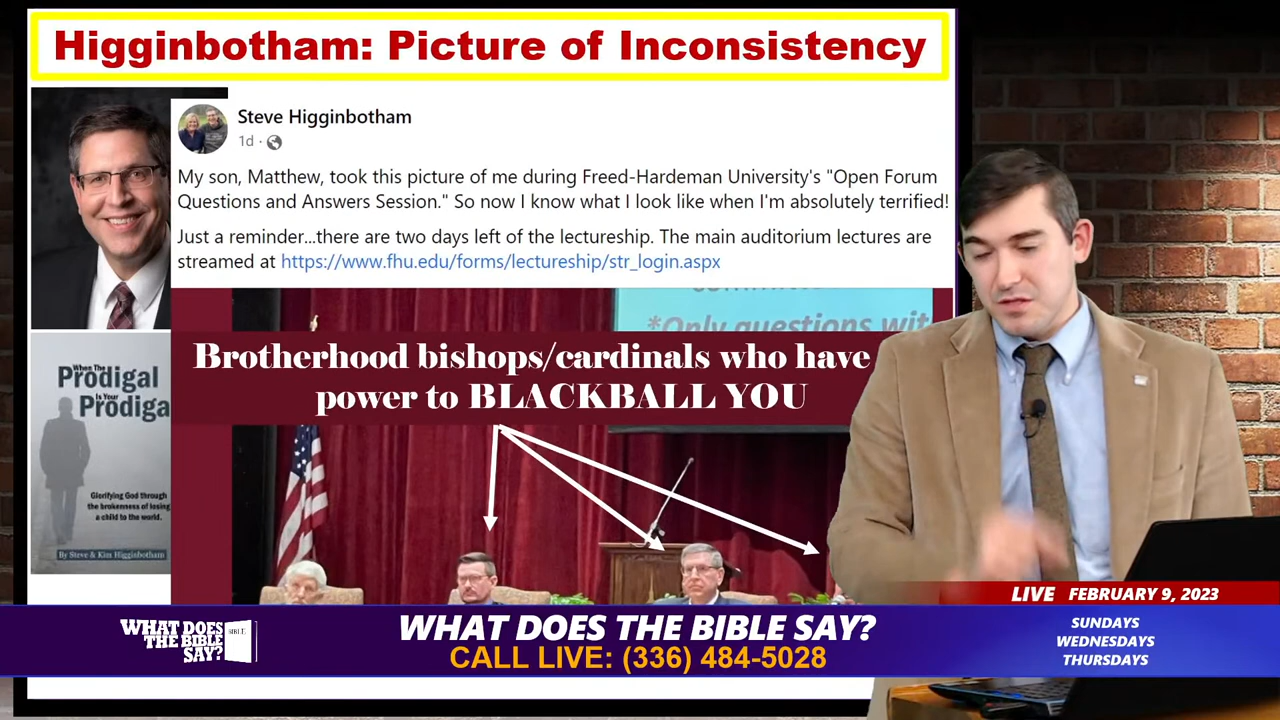 Higginbotham: Picture of Inconsistency
Steve Higginbotham
1d ·
My son, Matthew, took this picture of me during Freed-Hardeman University's "Open Forum
Questions and Answers Session." So now I know what I look like when I'm absolutely terrified!
Just a reminder...there are two days left of the lectureship. The main auditorium lectures are
streamed at https://www.fhu.edu/forms/lectureship/str_login.aspx
*Only questions wit
Brotherhood bishops/cardinals who have
power to BLACKBALL YOU
When The
Prodigal
Is Your
Prodiga
Glorifying God through
the brokenness of losing
a child to the world.
By Steve & Kim Higginbotham
LIVE FEBRUARY 9, 2023
WHAT DOES
THE BIBLE
SAY?
BIBLE
WHAT DOES THE BIBLE SAY?
CALL LIVE: (336) 484-5028
SUNDAYS
WEDNESDAYS
THURSDAYS